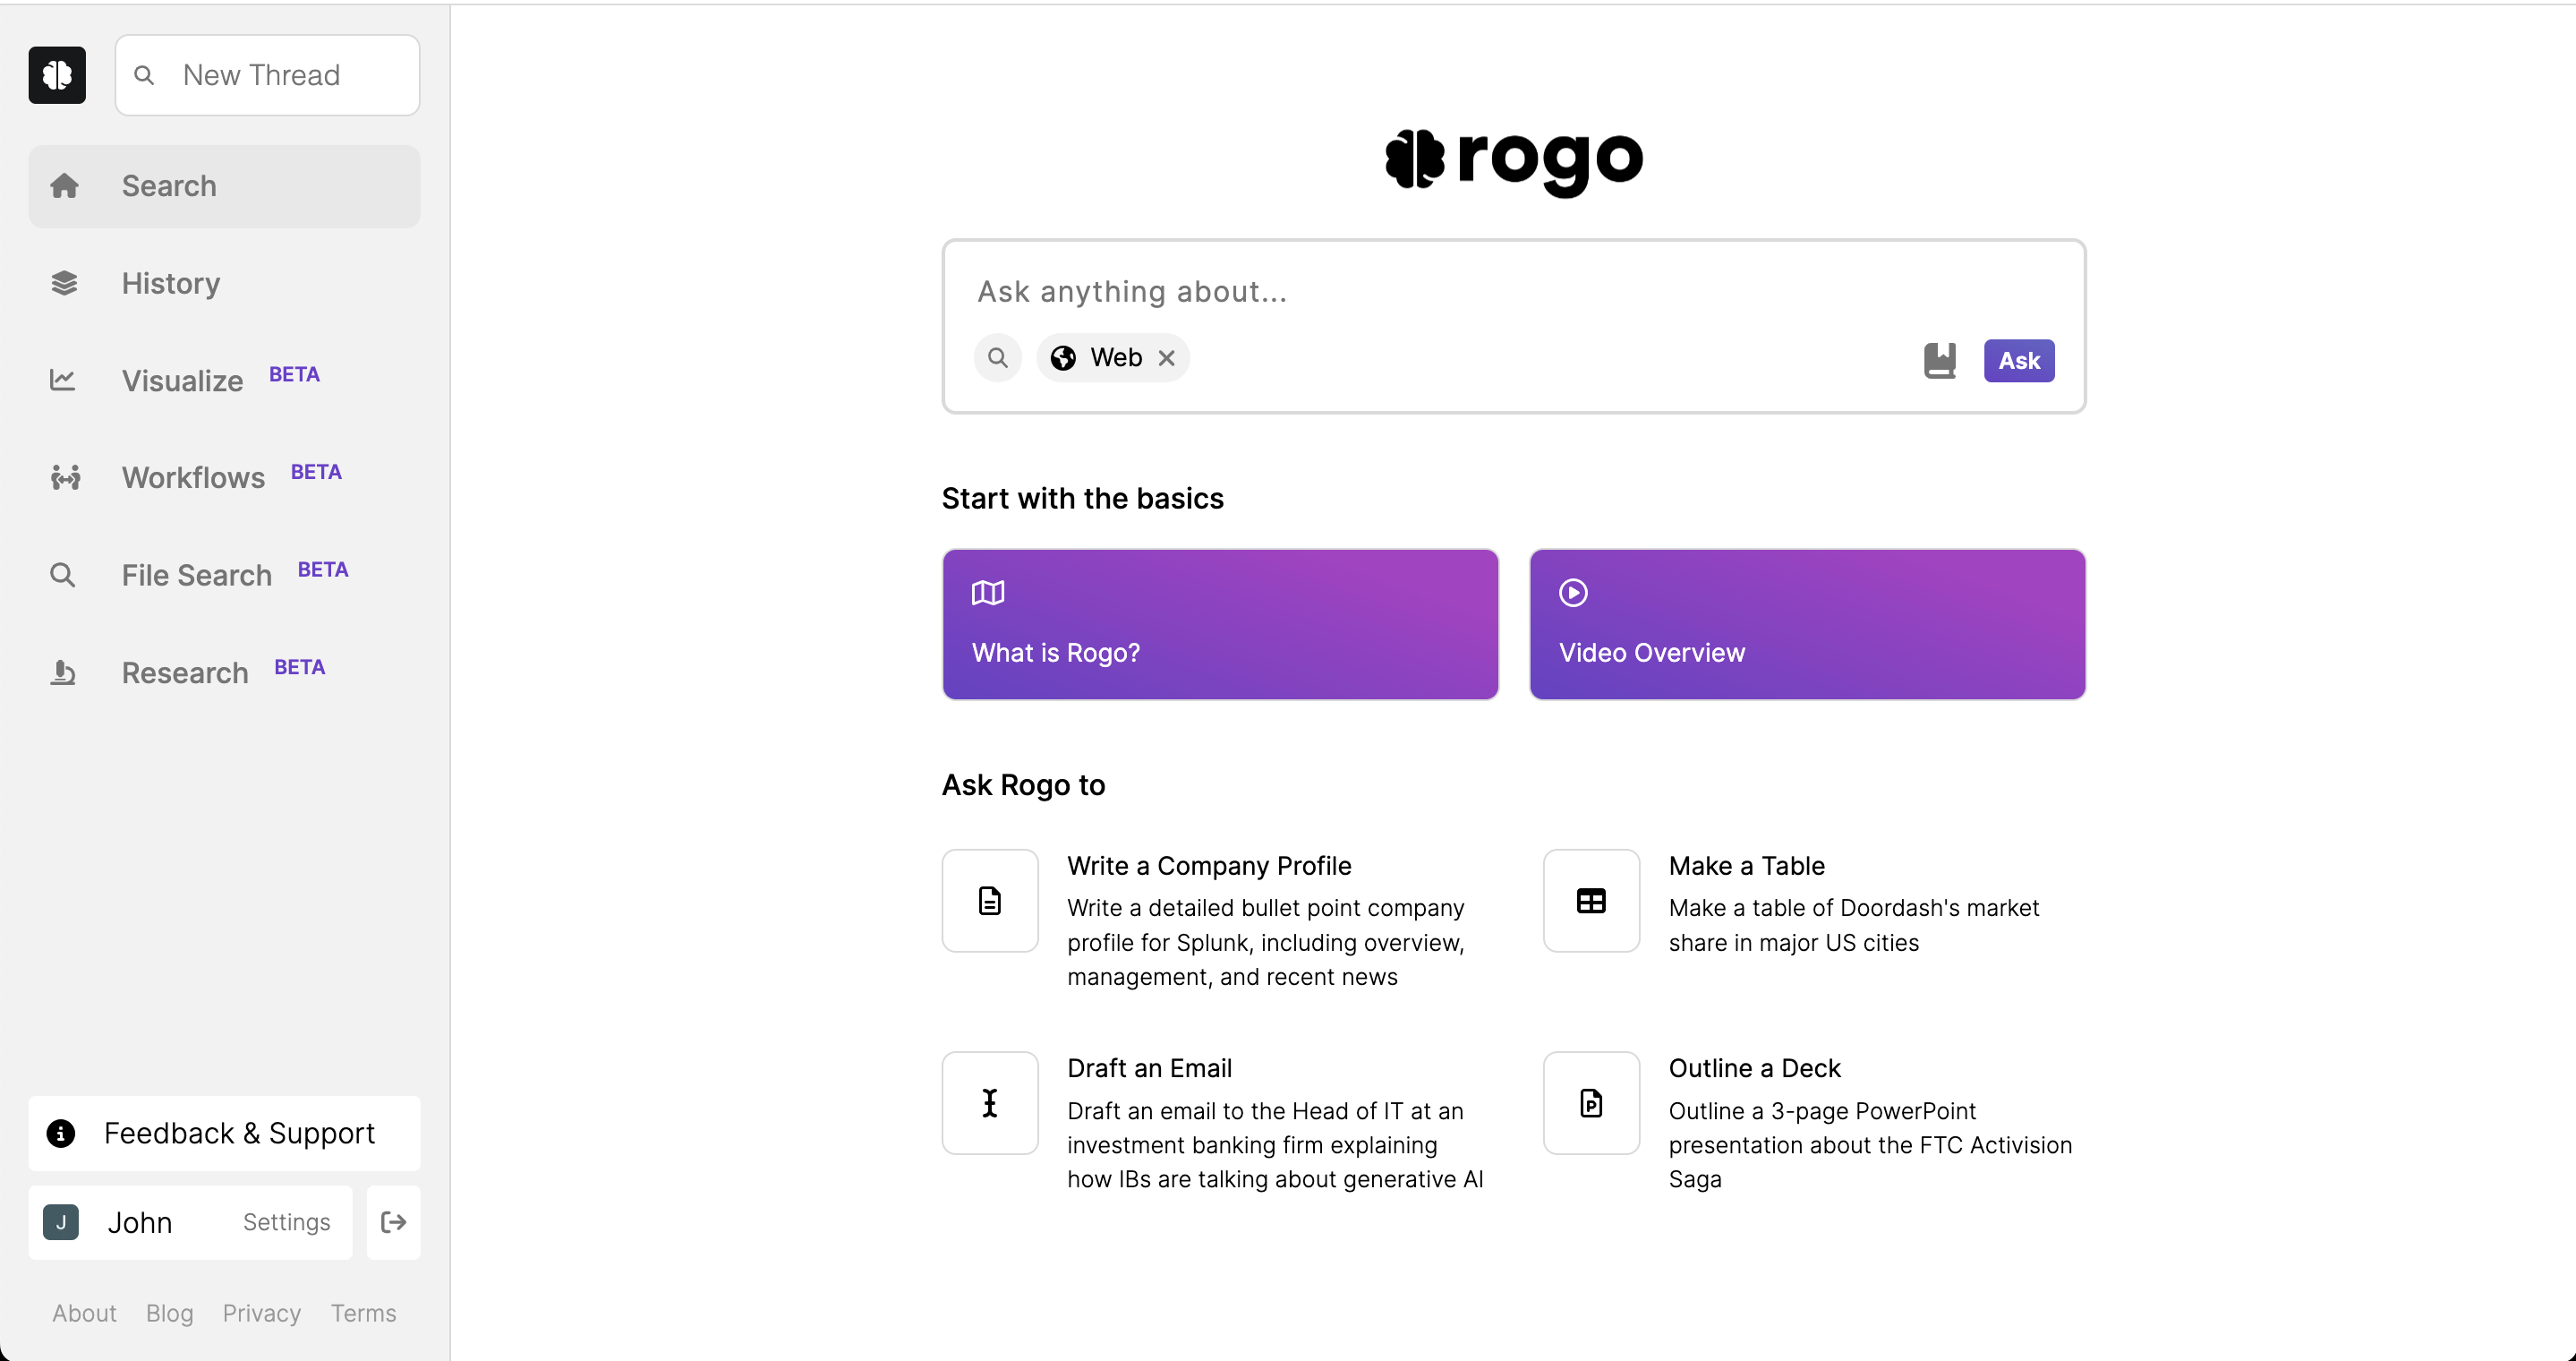 New Thread
Search
History
Visualize BETA
Workflows BETA
File Search BETA
Research BETA
Feedback & Support
J John Settings
About Blog Privacy Terms
rogo
Ask anything about...
Web
Ask
Start with the basics
What is Rogo?
Video Overview
Ask Rogo to
Write a Company Profile
Write a detailed bullet point company
profile for Splunk, including overview,
management, and recent news
Make a Table
Make a table of Doordash's market
share in major US cities
Draft an Email
Draft an email to the Head of IT at an
investment banking firm explaining
how IBs are talking about generative AI
Outline a Deck
Outline a 3-page PowerPoint
presentation about the FTC Activision
Saga